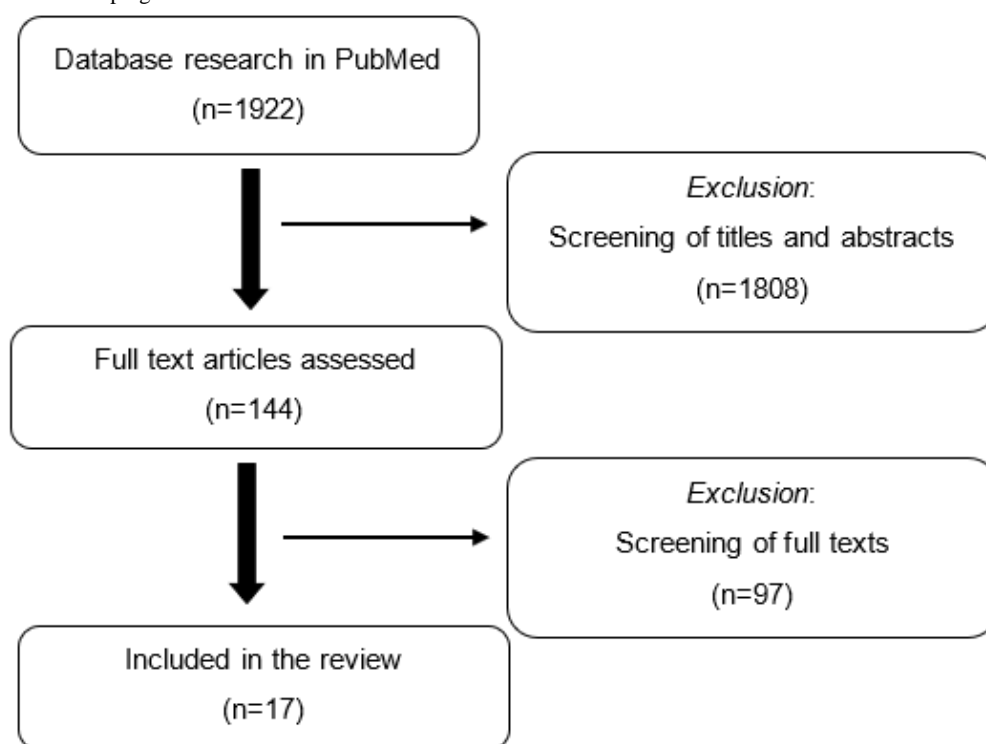 Database research in PubMed
(n=1922)
Exclusion:
Screening of titles and abstracts
(n=1808)
Full text articles assessed
(n=144)
Exclusion:
Screening of full texts
(n=97)
Included in the review
(n=17)